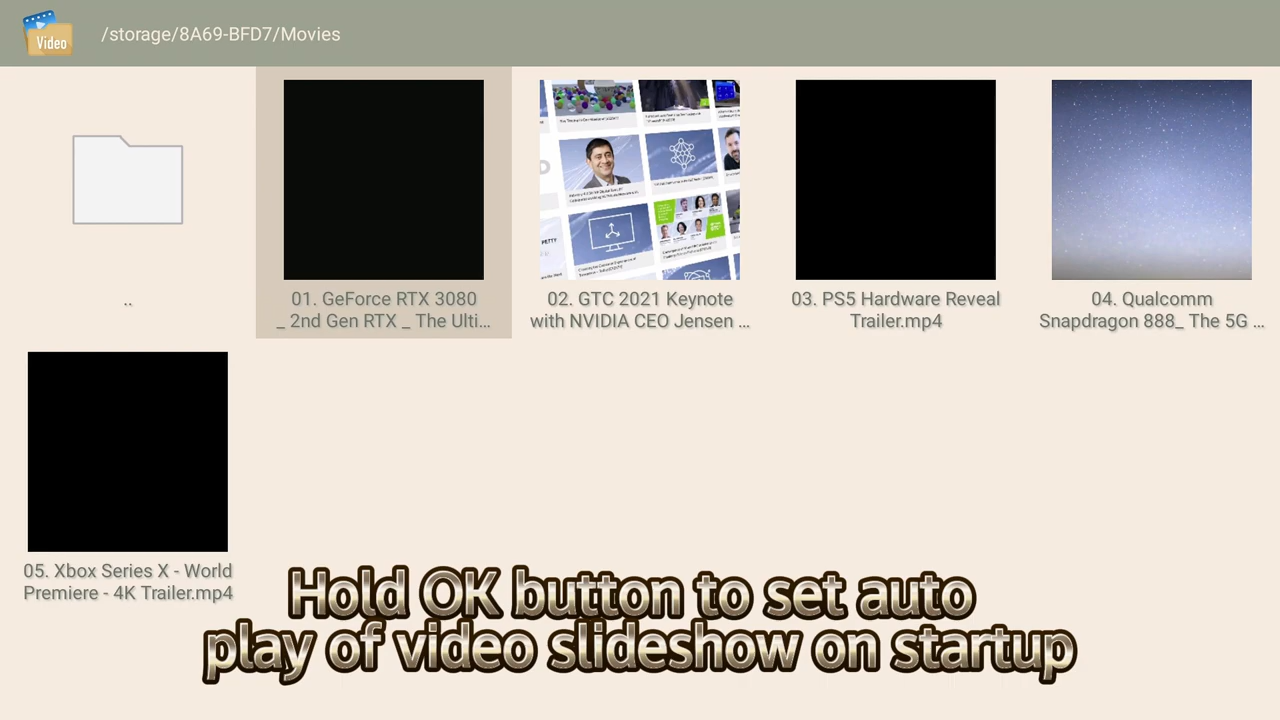 Video
/storage/8A69-BFD7/Movies
..
01. GeForce RTX 3080
_ 2nd Gen RTX _ The Ulti...
02. GTC 2021 Keynote
with NVIDIA CEO Jensen ...
03. PS5 Hardware Reveal
Trailer.mp4
04. Qualcomm
Snapdragon 888_ The 5G ...
05. Xbox Series X - World
Premiere - 4K Trailer.mp4
Hold OK button to set auto
play of video slideshow on startup